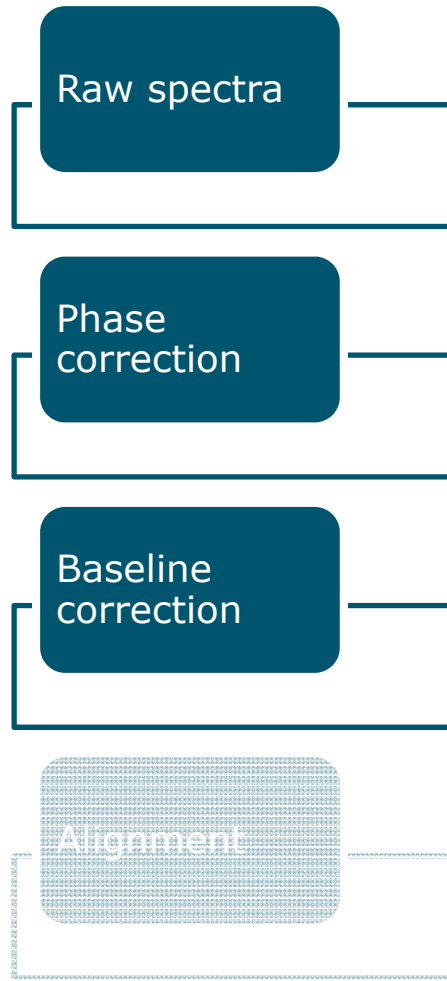 Raw spectra
Phase
correction
Baseline
correction
Alignment